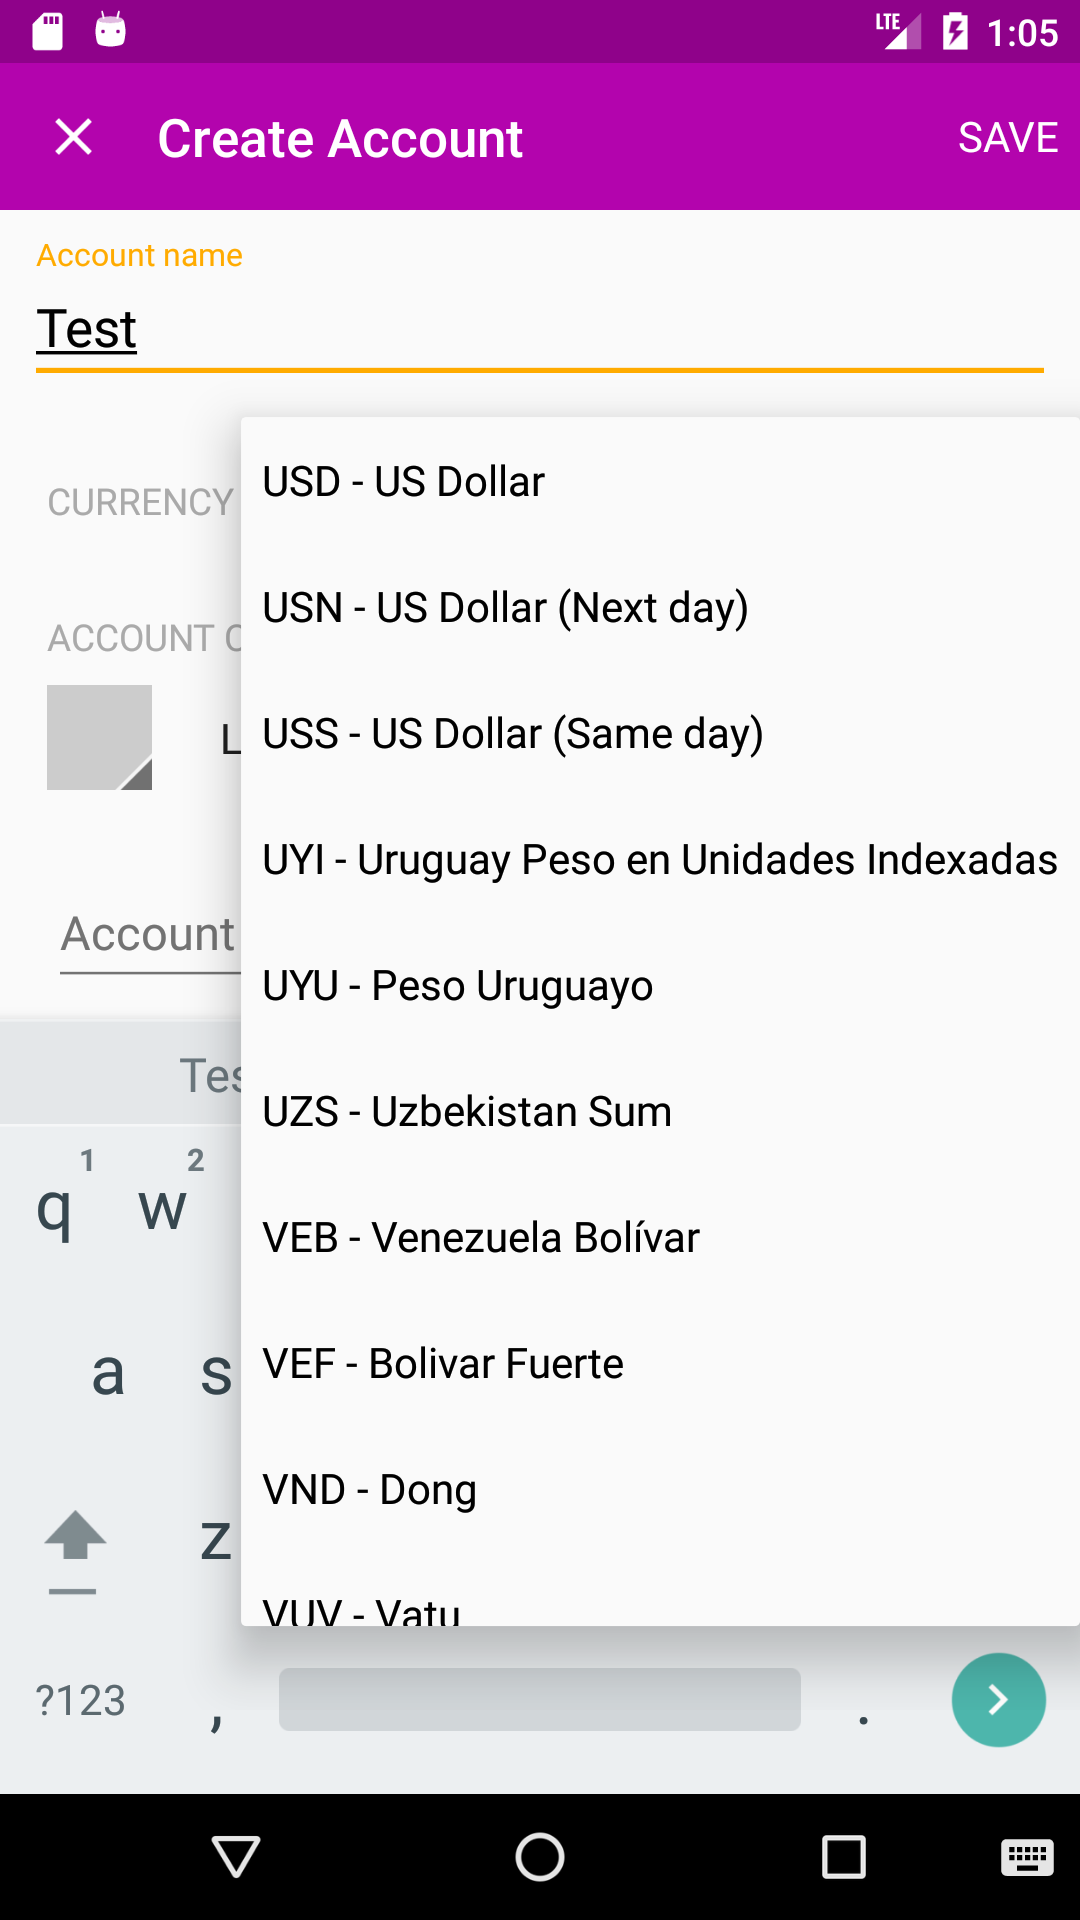 LTE 1:05
Create Account SAVE
Account name
Test
USD - US Dollar
CURRENCY
USN - US Dollar (Next day)
ACCOUNT
USS - US Dollar (Same day)
UYI - Uruguay Peso en Unidades Indexadas
Account
UYU - Peso Uruguayo
Tes
UZS - Uzbekistan Sum
1 2
q w
VEB - Venezuela Bolívar
VEF - Bolivar Fuerte
a s
VND - Dong
z
VUV - Vatu
?123 , .